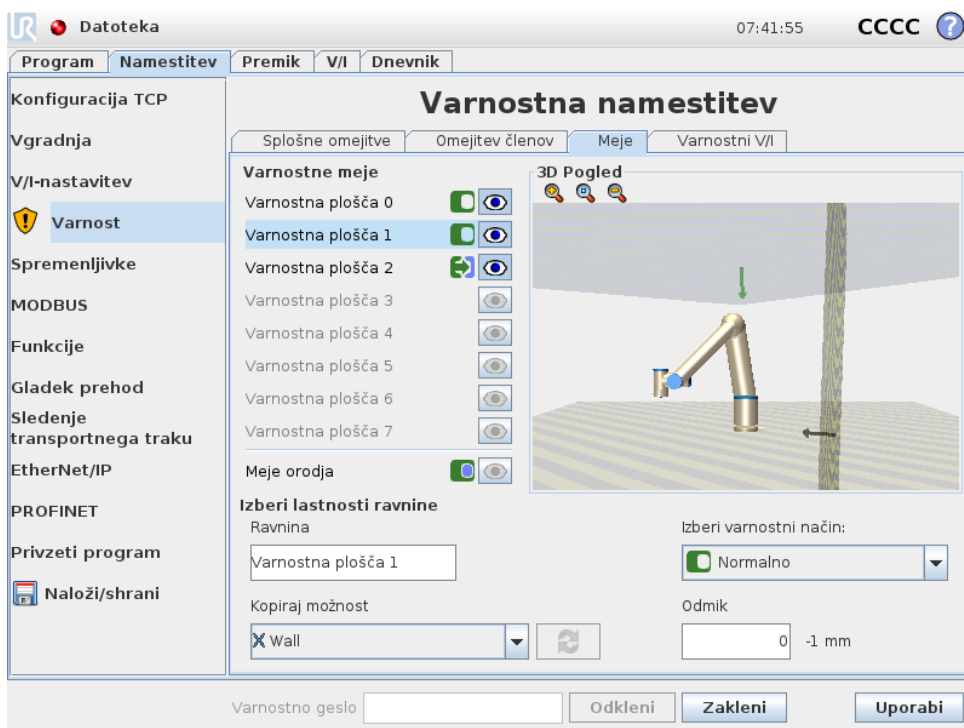 UR Datoteka 07:41:55 CCCC ?
Program Namestitev Premik V/I Dnevnik
Konfiguracija TCP
Vgradnja
V/I-nastavitev
Varnost
Spremenljivke
MODBUS
Funkcije
Gladek prehod
Sledenje
transportnega traku
EtherNet/IP
PROFINET
Privzeti program
Naloži/shrani
Varnostna namestitev
Splošne omejitve Omejitev členov Meje Varnostni V/I
Varnostne meje
Varnostna plošča 0
Varnostna plošča 1
Varnostna plošča 2
Varnostna plošča 3
Varnostna plošča 4
Varnostna plošča 5
Varnostna plošča 6
Varnostna plošča 7
Meje orodja
3D Pogled
Izberi lastnosti ravnine
Ravnina
Varnostna plošča 1
Kopiraj možnost
Wall
Izberi varnostni način:
Normalno
Odmik
0 -1 mm
Varnostno geslo Odkleni Zakleni Uporabi